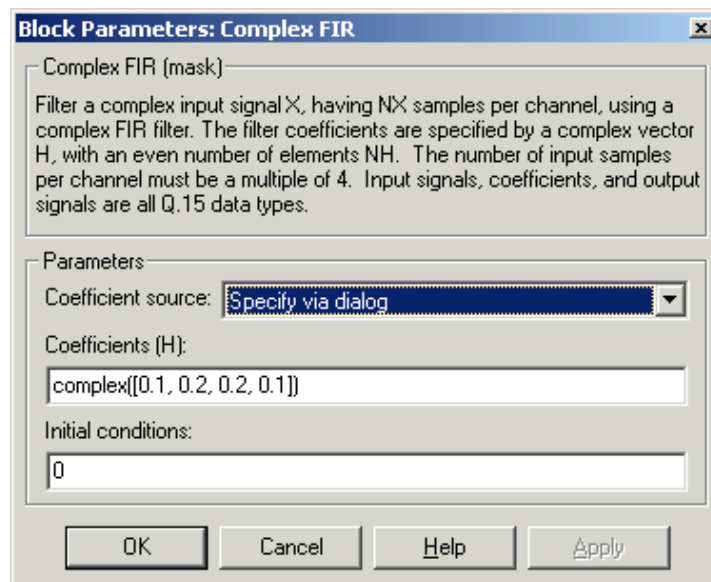 Block Parameters: Complex FIR
Complex FIR (mask)
Filter a complex input signal X, having NX samples per channel, using a
complex FIR filter. The filter coefficients are specified by a complex vector
H, with an even number of elements NH.  The number of input samples
per channel must be a multiple of 4.  Input signals, coefficients, and output
signals are all Q.15 data types.
Parameters
Coefficient source: Specify via dialog
Coefficients (H):
complex([0.1, 0.2, 0.2, 0.1])
Initial conditions:
0
OK Cancel Help Apply